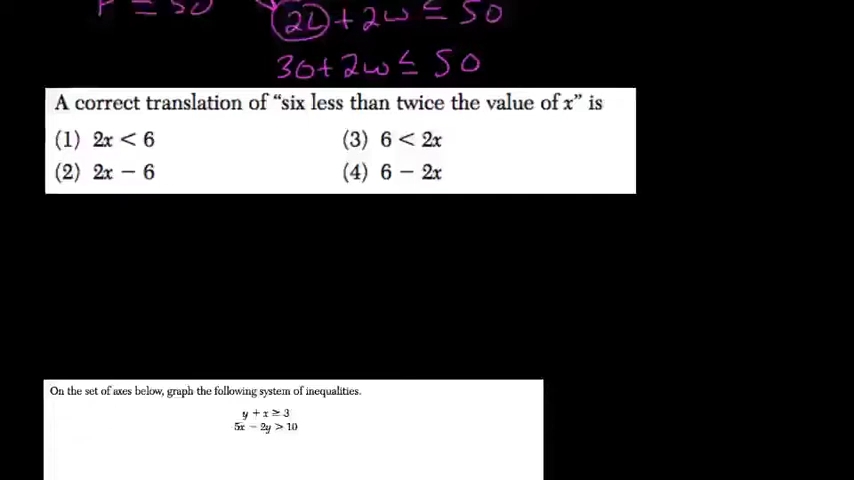 2L + 2w ≤ 50
30 + 2w ≤ 50
A correct translation of “six less than twice the value of x” is
(1) 2x < 6 (3) 6 < 2x
(2) 2x − 6 (4) 6 − 2x
On the set of axes below, graph the following system of inequalities.
y + x ≥ 3
5x − 2y > 10